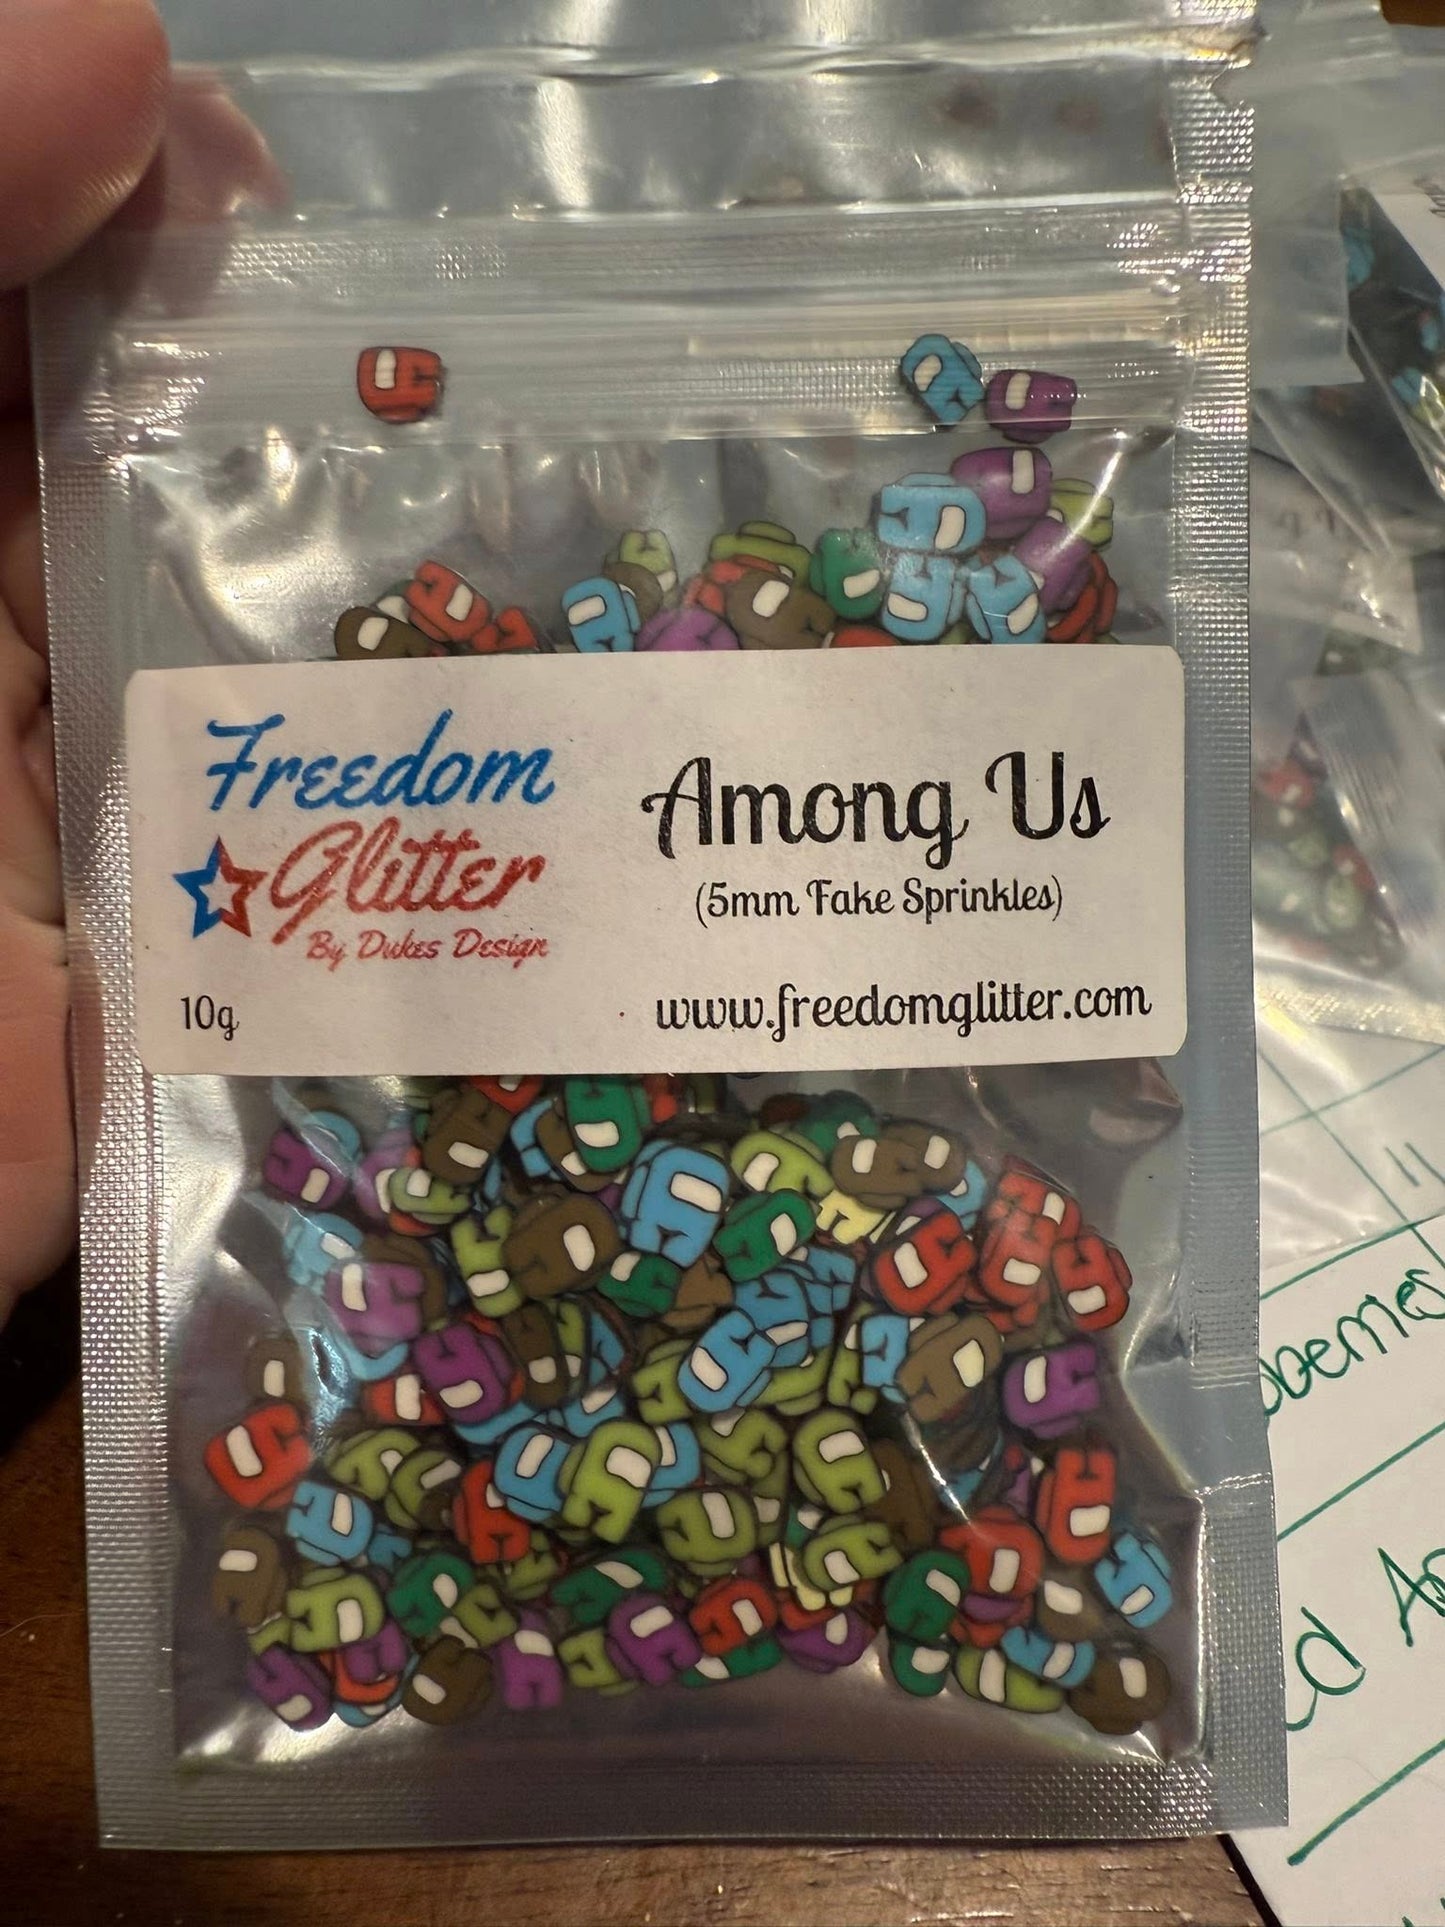 Freedom
Glitter
By Dukes Design
10g
Among Us
(5mm Fake Sprinkles)
www.freedomglitter.com